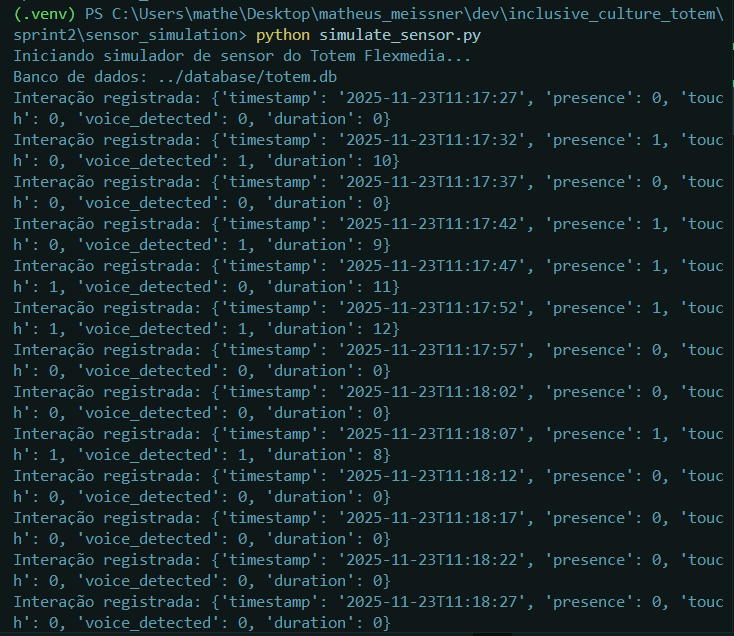 (.venv) PS C:\Users\mathe\Desktop\matheus_meissner\dev\inclusive_culture_totem\
sprint2\sensor_simulation> python simulate_sensor.py
Iniciando simulador de sensor do Totem Flexmedia...
Banco de dados: ../database/totem.db
Interação registrada: {'timestamp': '2025-11-23T11:17:27', 'presence': 0, 'touc
h': 0, 'voice_detected': 0, 'duration': 0}
Interação registrada: {'timestamp': '2025-11-23T11:17:32', 'presence': 1, 'touc
h': 0, 'voice_detected': 1, 'duration': 10}
Interação registrada: {'timestamp': '2025-11-23T11:17:37', 'presence': 0, 'touc
h': 0, 'voice_detected': 0, 'duration': 0}
Interação registrada: {'timestamp': '2025-11-23T11:17:42', 'presence': 1, 'touc
h': 0, 'voice_detected': 1, 'duration': 9}
Interação registrada: {'timestamp': '2025-11-23T11:17:47', 'presence': 1, 'touc
h': 1, 'voice_detected': 0, 'duration': 11}
Interação registrada: {'timestamp': '2025-11-23T11:17:52', 'presence': 1, 'touc
h': 1, 'voice_detected': 1, 'duration': 12}
Interação registrada: {'timestamp': '2025-11-23T11:17:57', 'presence': 0, 'touc
h': 0, 'voice_detected': 0, 'duration': 0}
Interação registrada: {'timestamp': '2025-11-23T11:18:02', 'presence': 0, 'touc
h': 0, 'voice_detected': 0, 'duration': 0}
Interação registrada: {'timestamp': '2025-11-23T11:18:07', 'presence': 1, 'touc
h': 1, 'voice_detected': 1, 'duration': 8}
Interação registrada: {'timestamp': '2025-11-23T11:18:12', 'presence': 0, 'touc
h': 0, 'voice_detected': 0, 'duration': 0}
Interação registrada: {'timestamp': '2025-11-23T11:18:17', 'presence': 0, 'touc
h': 0, 'voice_detected': 0, 'duration': 0}
Interação registrada: {'timestamp': '2025-11-23T11:18:22', 'presence': 0, 'touc
h': 0, 'voice_detected': 0, 'duration': 0}
Interação registrada: {'timestamp': '2025-11-23T11:18:27', 'presence': 0, 'touc
h': 0, 'voice_detected': 0, 'duration': 0}